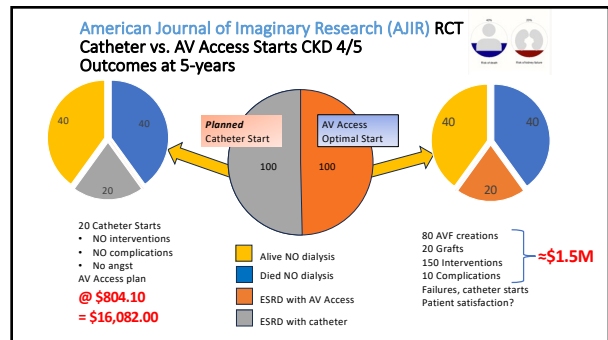 American Journal of Imaginary Research (AJIR) RCT
Catheter vs. AV Access Starts CKD 4/5
Outcomes at 5-years
40
40
20
Planned
Catheter Start
AV Access
Optimal Start
100
100
40
40
20
20 Catheter Starts
• NO interventions
• NO complications
• No angst
AV Access plan
@ $804.10
= $16,082.00
Alive NO dialysis
Died NO dialysis
ESRD with AV Access
ESRD with catheter
80 AVF creations
20 Grafts
150 Interventions
10 Complications
Failures, catheter starts
Patient satisfaction?
≈$1.5M